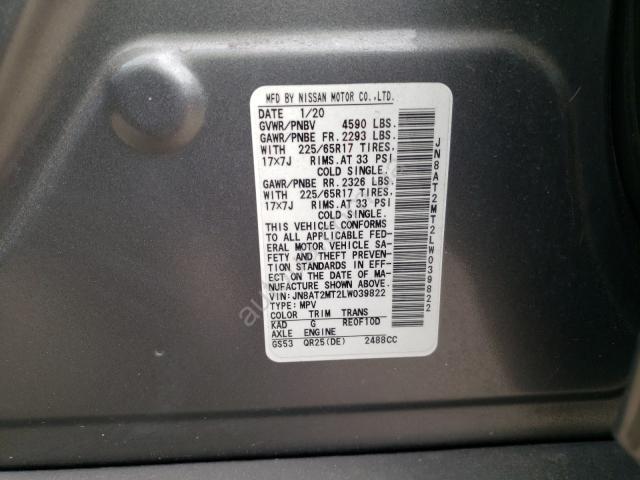 MFD BY NISSAN MOTOR CO.,LTD.
DATE 1/20
GVWR/PNBV 4590 LBS.
GAWR/PNBE FR. 2293 LBS.
WITH 225/65R17 TIRES.
17×7J RIMS. AT 33 PSI
COLD SINGLE.
GAWR/PNBE RR. 2326 LBS.
WITH 225/65R17 TIRES.
17×7J RIMS. AT 33 PSI
COLD SINGLE.
THIS VEHICLE CONFORMS
TO ALL APPLICABLE FED-
ERAL MOTOR VEHICLE SA-
FETY AND THEFT PREVEN-
TION STANDARDS IN EFF-
ECT ON THE DATE OF MA-
NUFACTURE SHOWN ABOVE.
VIN:JN8AT2MT2LW039822
TYPE: MPV
COLOR TRIM TRANS
KAD G RE0F10D
AXLE ENGINE
GS53 QR25(DE) 2488CC
JN8AT2MT2LW039822